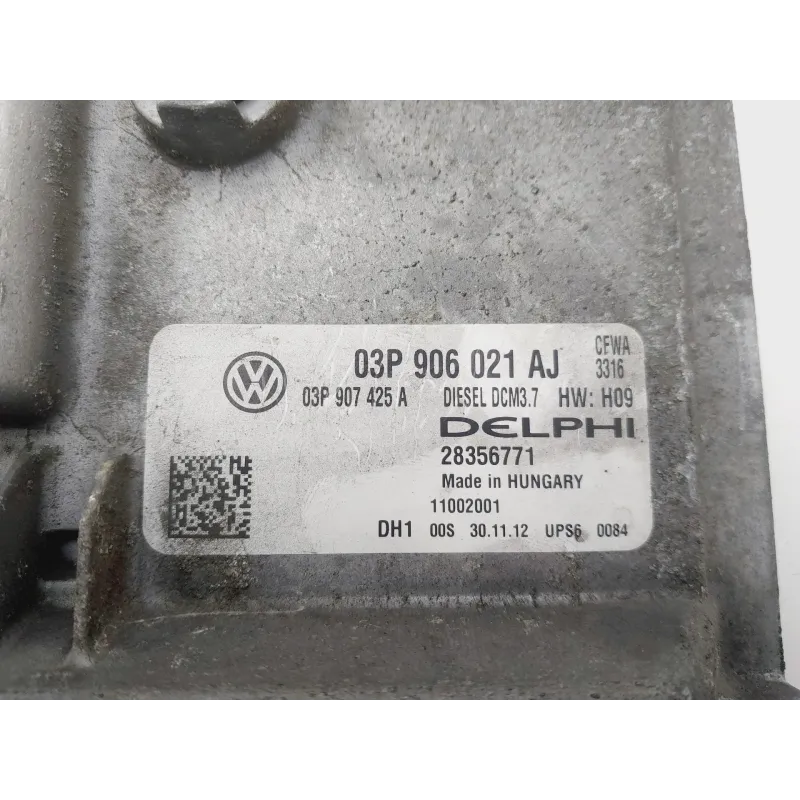 03P 906 021 AJ CFWA
3316
03P 907 425 A DIESEL DCM3.7 HW: H09
DELPHI
28356771
Made in HUNGARY
11002001
DH1 00S 30.11.12 UPS6 0084